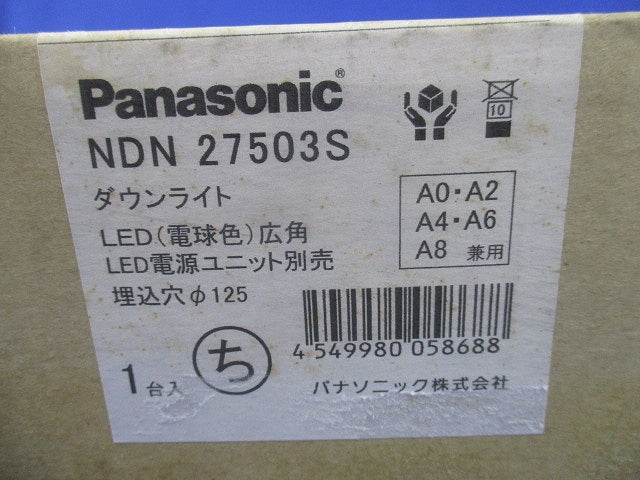 Panasonic®
NDN 27503S
ダウンライト
LED(電球色)広角
LED電源ユニット別売
埋込穴φ125
10
A0・A2
A4・A6
A8 兼用
4 549980 058688
1台入
ち
パナソニック株式会社